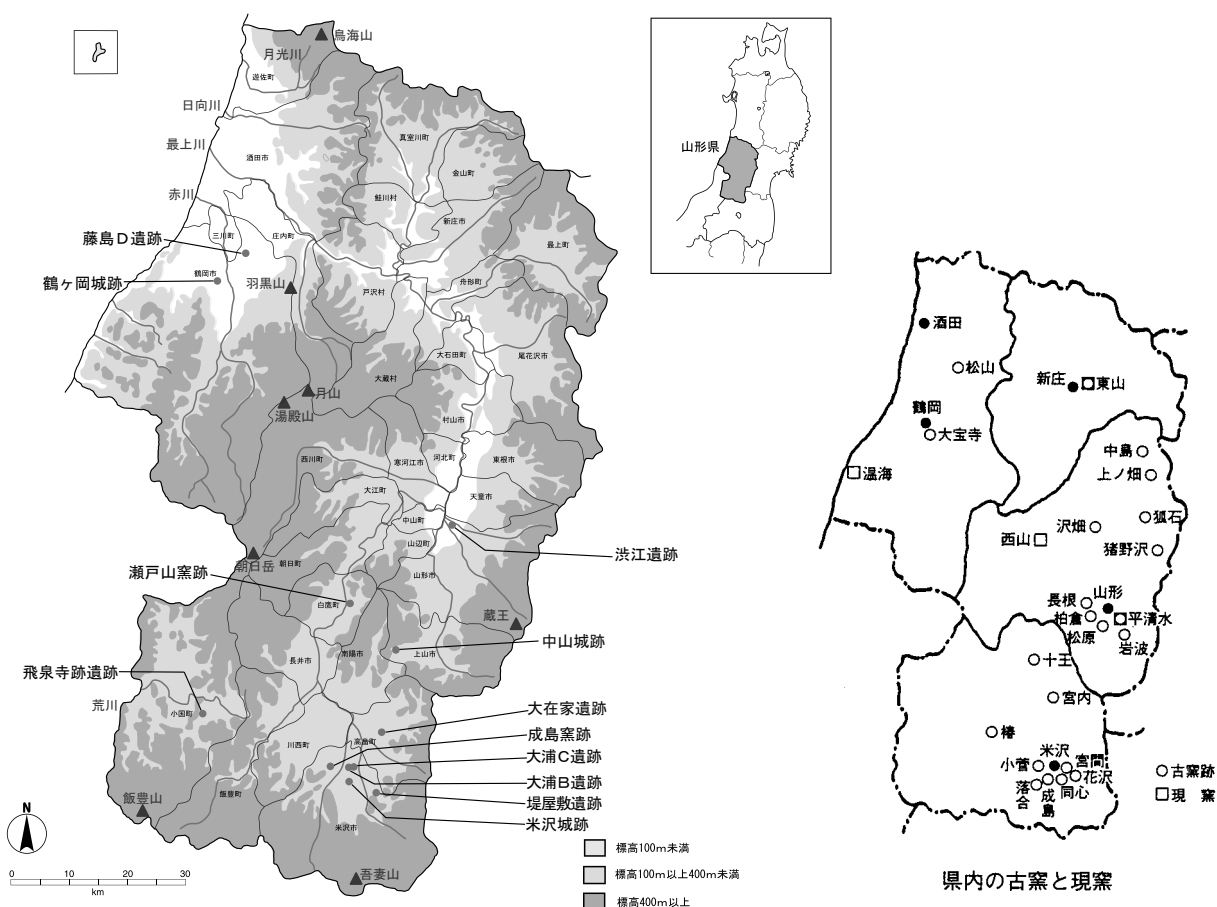 鳥海山
月光川
遊佐町
日向川
真室川町
最上川
酒田市
金山町
赤川
鮭川村
新庄市
藤島D遺跡
三川町
庄内町
最上町
鶴ヶ岡城跡
鶴岡市
羽黒山
戸沢村
舟形町
大石田町
尾花沢市
大蔵村
月山
湯殿山
村山市
西川町
寒河江市
河北町
東根市
大江町
天童市
中山町
渋江遺跡
山辺町
朝日岳
朝日町
瀬戸山窯跡
山形市
白鷹町
蔵王
中山城跡
長井市
南陽市
上山市
飛泉寺跡遺跡
荒川
小国町
大在家遺跡
成島窯跡
川西町
高畠町
大浦C遺跡
大浦B遺跡
飯豊山
飯豊町
堤屋敷遺跡
米沢城跡
米沢市
吾妻山
N
0 10 20 30
km
標高100m未満
標高100m以上400m未満
標高400m以上
山形県
酒田
松山
新庄
東山
鶴岡
大宝寺
中島
上ノ畑
温海
狐石
沢畑
西山
猪野沢
長根
山形
柏倉
平清水
松原
岩波
十王
宮内
椿
米沢
小菅
宮間
花沢
落合
成島
同心
古窯跡
現窯
県内の古窯と現窯